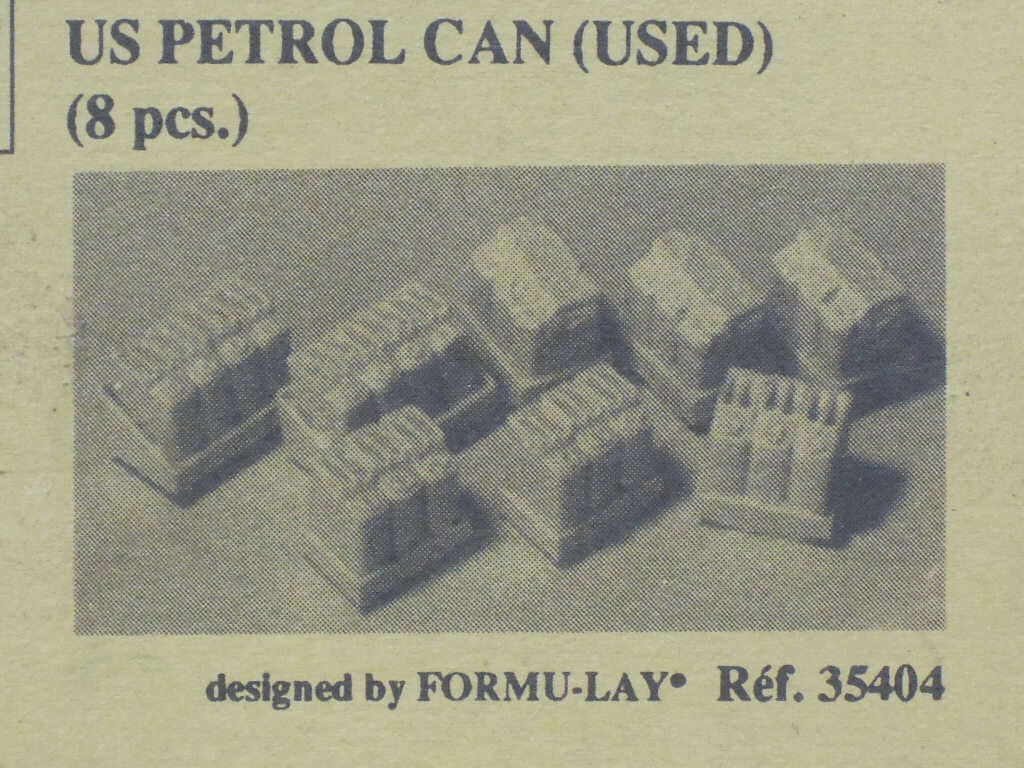 US PETROL CAN (USED)
(8 pcs.)
designed by FORMU-LAY® Réf. 35404